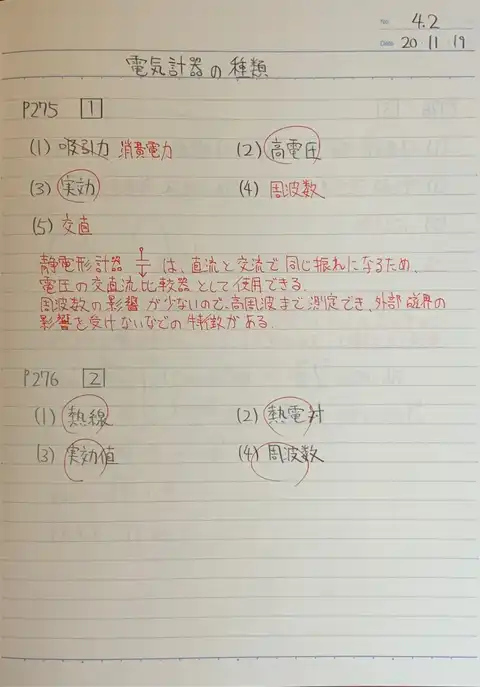 No. 4.2
Date 20 11 19
電気計器の種類
P275 1
(1) 吸引力 消費電力 (2) 高電圧
(3) 実効 (4) 周波数
(5) 交直
静電形計器 は、直流と交流で同じ振れになるため、
電圧の交直流比較器として使用できる.
周波数の影響が少ないので、高周波まで測定でき、外部磁界の
影響を受けないなどの特徴がある.
P276 2
(1) 熱線 (2) 熱電対
(3) 実効値 (4) 周波数